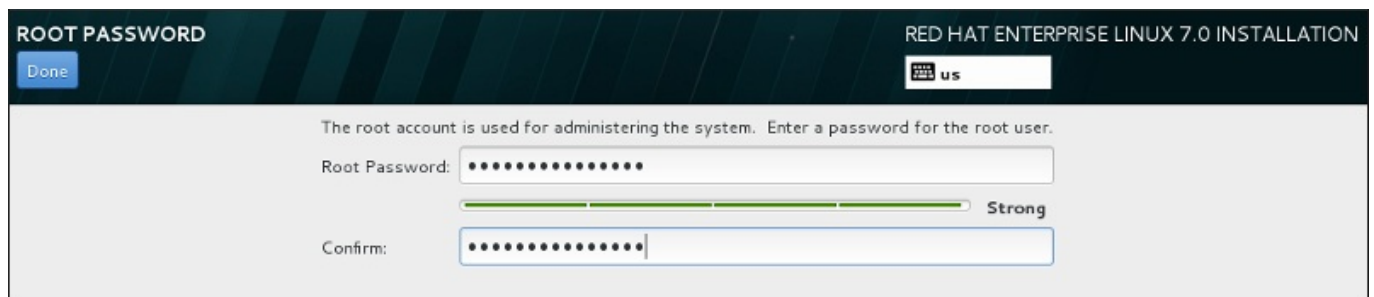 ROOT PASSWORD
RED HAT ENTERPRISE LINUX 7.0 INSTALLATION
Done
us
The root account is used for administering the system. Enter a password for the root user.
Root Password: •••••••••••••••
Strong
Confirm: •••••••••••••••